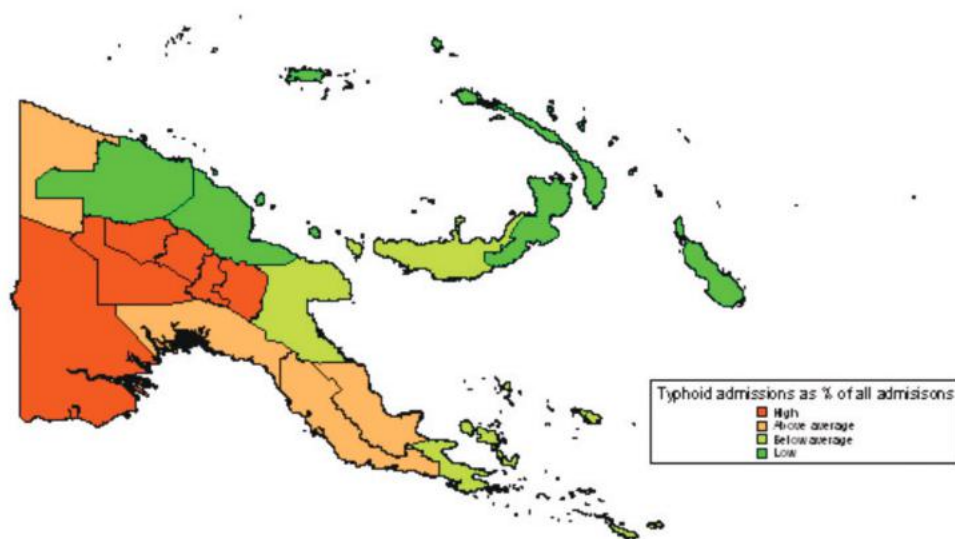 Typhoid admissions as % of all admisisons
High
Above average
Below average
Low